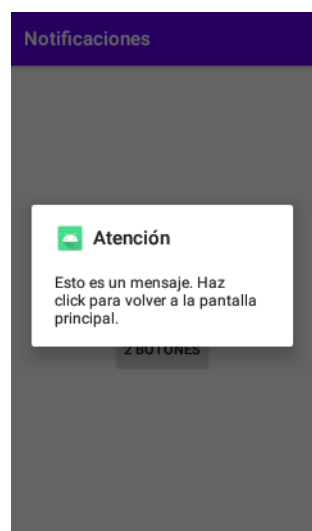 Notificaciones
Atención
Esto es un mensaje. Haz
click para volver a la pantalla
principal.
2 BOTONES